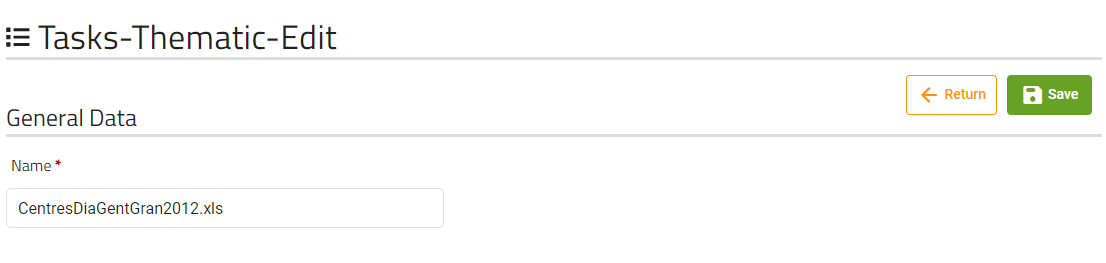 Tasks-Thematic-Edit
Return
Save
General Data
Name *
CentresDiaGentGran2012.xls